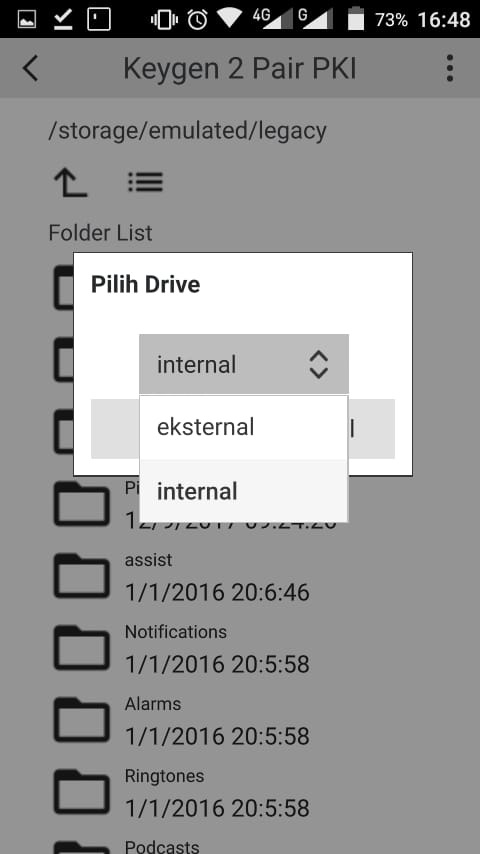 4G G 73% 16:48
Keygen 2 Pair PKI
/storage/emulated/legacy
Folder List
Pilih Drive
internal
eksternal
internal
assist
1/1/2016 20:6:46
Notifications
1/1/2016 20:5:58
Alarms
1/1/2016 20:5:58
Ringtones
1/1/2016 20:5:58
Podcasts